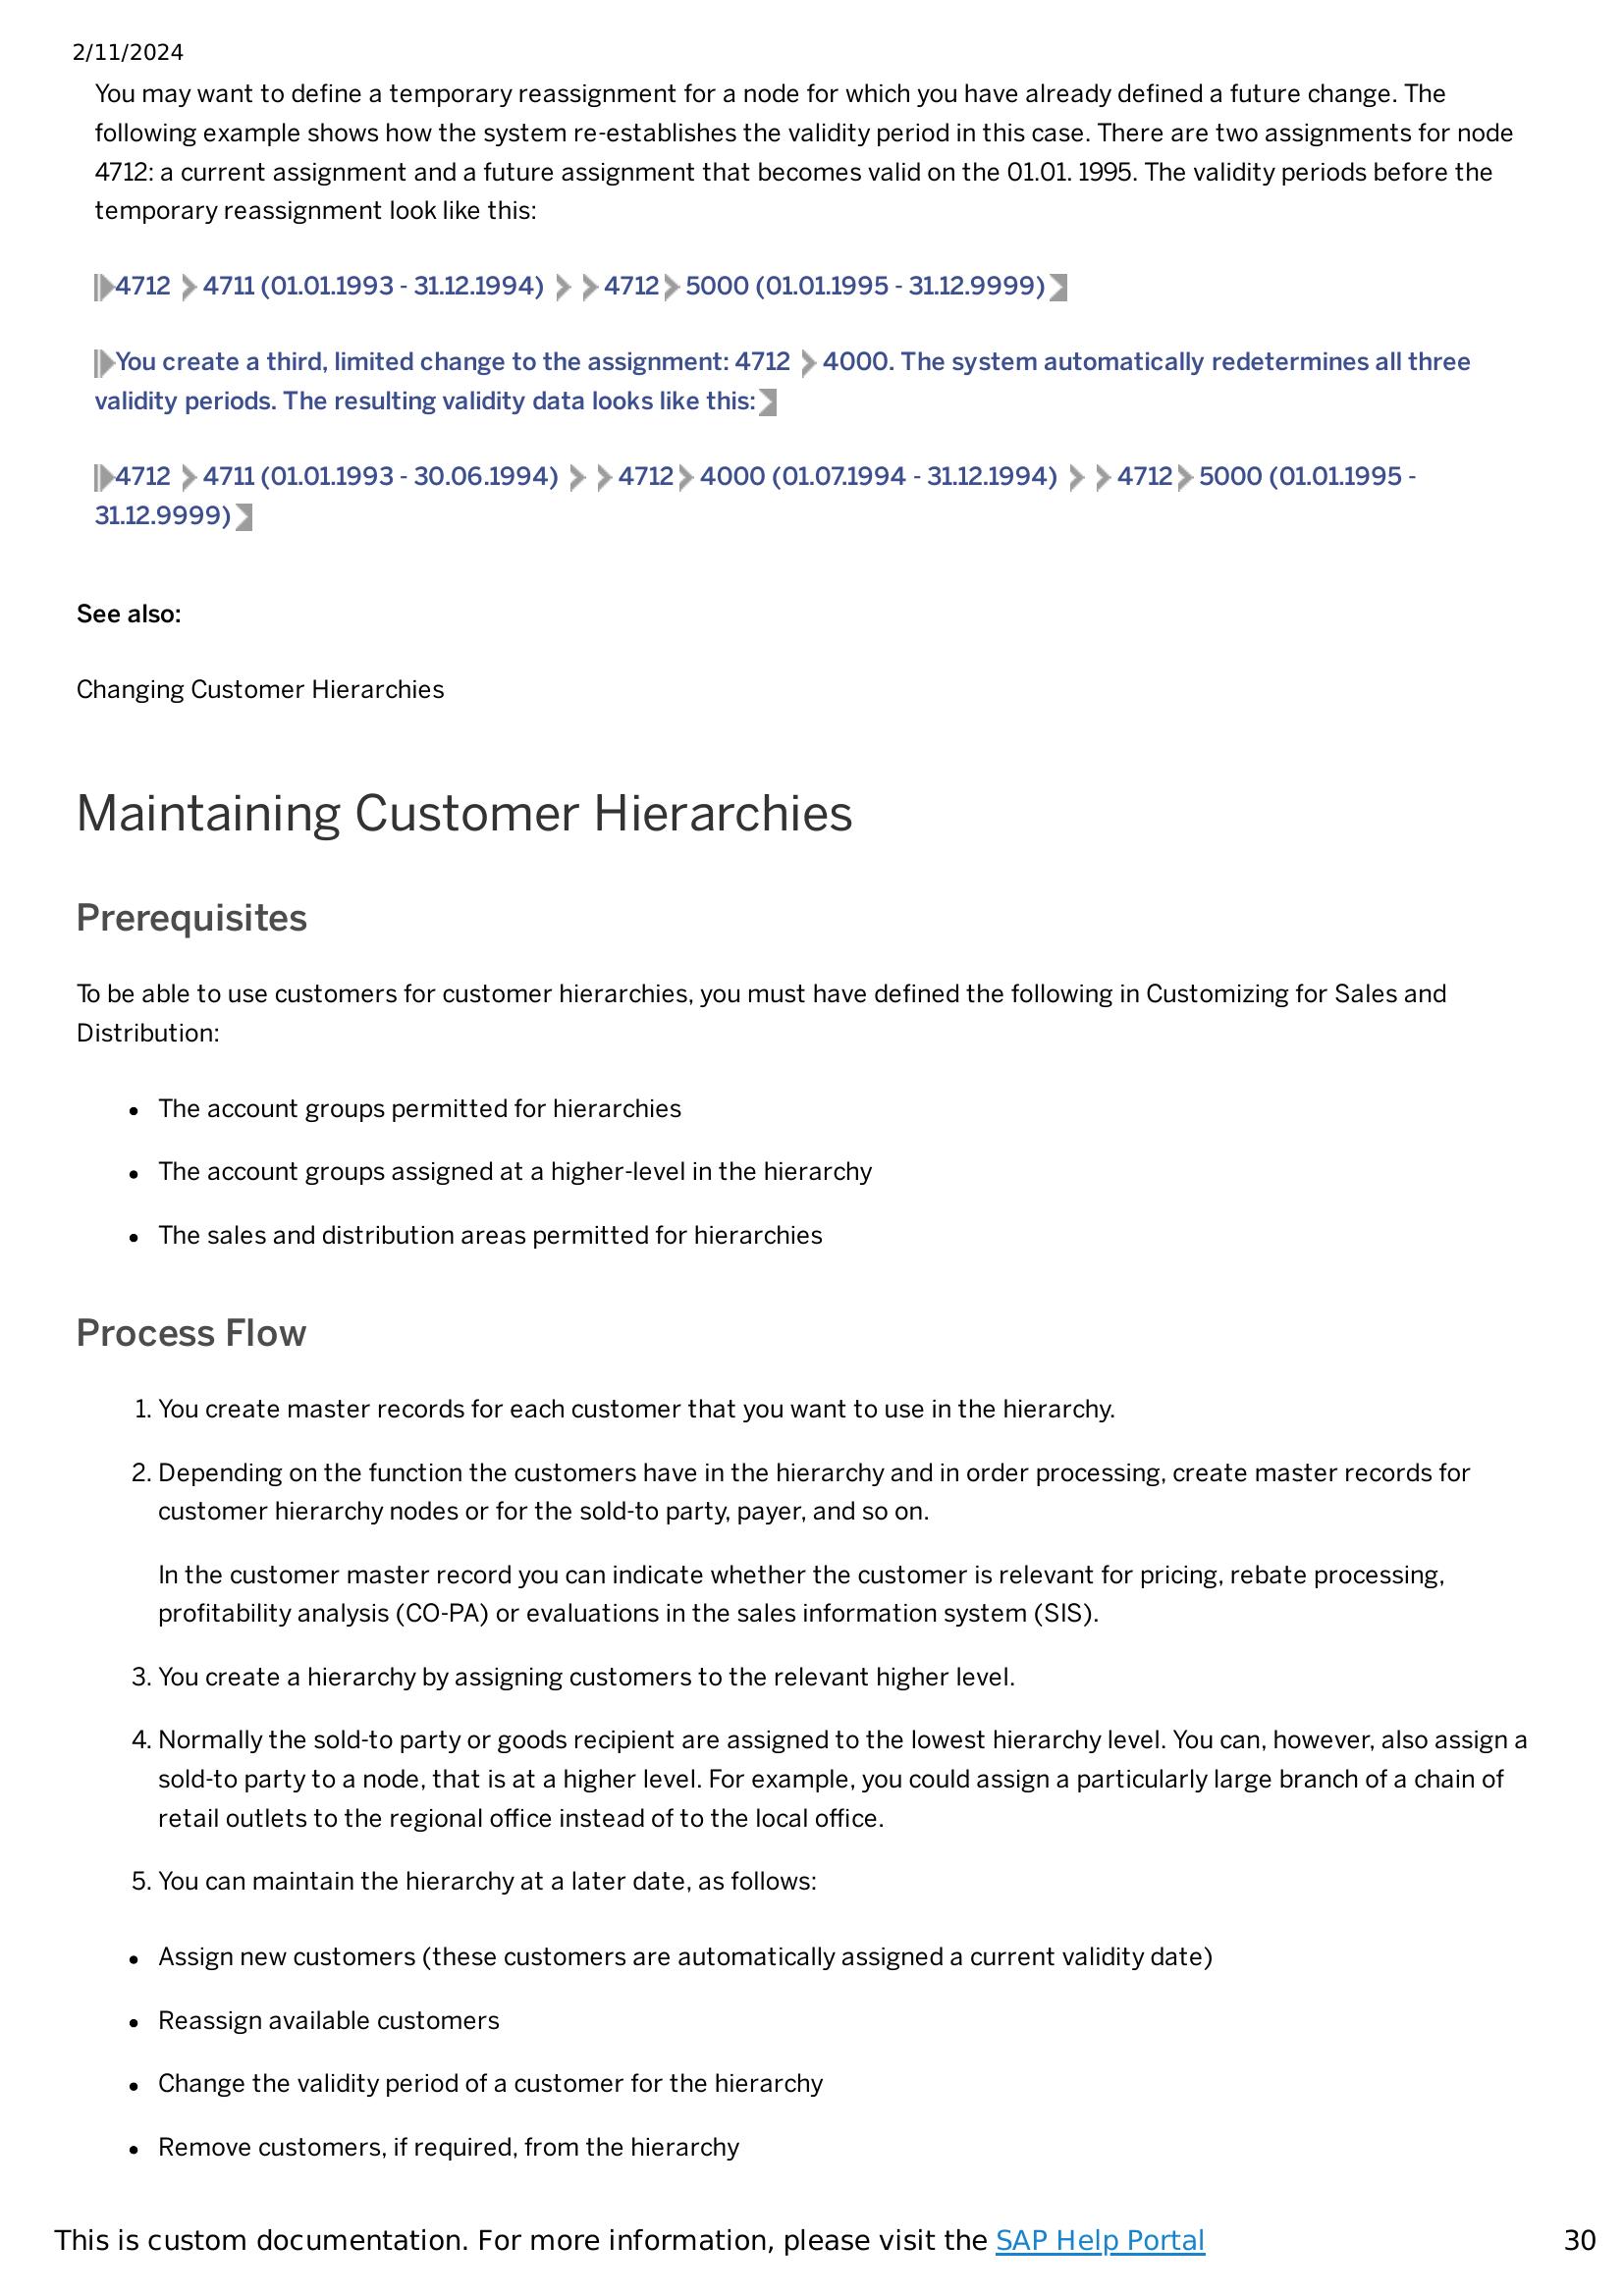 2/11/2024
You may want to define a temporary reassignment for a node for which you have already defined a future change. The
following example shows how the system re-establishes the validity period in this case. There are two assignments for node
4712: a current assignment and a future assignment that becomes valid on the 01.01. 1995. The validity periods before the
temporary reassignment look like this:
4712 4711 (01.01.1993 - 31.12.1994) 4712 5000 (01.01.1995 - 31.12.9999)
You create a third, limited change to the assignment: 4712 4000. The system automatically redetermines all three
validity periods. The resulting validity data looks like this:
4712 4711 (01.01.1993 - 30.06.1994) 4712 4000 (01.07.1994 - 31.12.1994) 4712 5000 (01.01.1995 -
31.12.9999)
See also:
Changing Customer Hierarchies
Maintaining Customer Hierarchies
Prerequisites
To be able to use customers for customer hierarchies, you must have defined the following in Customizing for Sales and
Distribution:
• The account groups permitted for hierarchies
• The account groups assigned at a higher-level in the hierarchy
• The sales and distribution areas permitted for hierarchies
Process Flow
1. You create master records for each customer that you want to use in the hierarchy.
2. Depending on the function the customers have in the hierarchy and in order processing, create master records for
customer hierarchy nodes or for the sold-to party, payer, and so on.
In the customer master record you can indicate whether the customer is relevant for pricing, rebate processing,
profitability analysis (CO-PA) or evaluations in the sales information system (SIS).
3. You create a hierarchy by assigning customers to the relevant higher level.
4. Normally the sold-to party or goods recipient are assigned to the lowest hierarchy level. You can, however, also assign a
sold-to party to a node, that is at a higher level. For example, you could assign a particularly large branch of a chain of
retail outlets to the regional office instead of to the local office.
5. You can maintain the hierarchy at a later date, as follows:
• Assign new customers (these customers are automatically assigned a current validity date)
• Reassign available customers
• Change the validity period of a customer for the hierarchy
• Remove customers, if required, from the hierarchy
This is custom documentation. For more information, please visit the SAP Help Portal 30